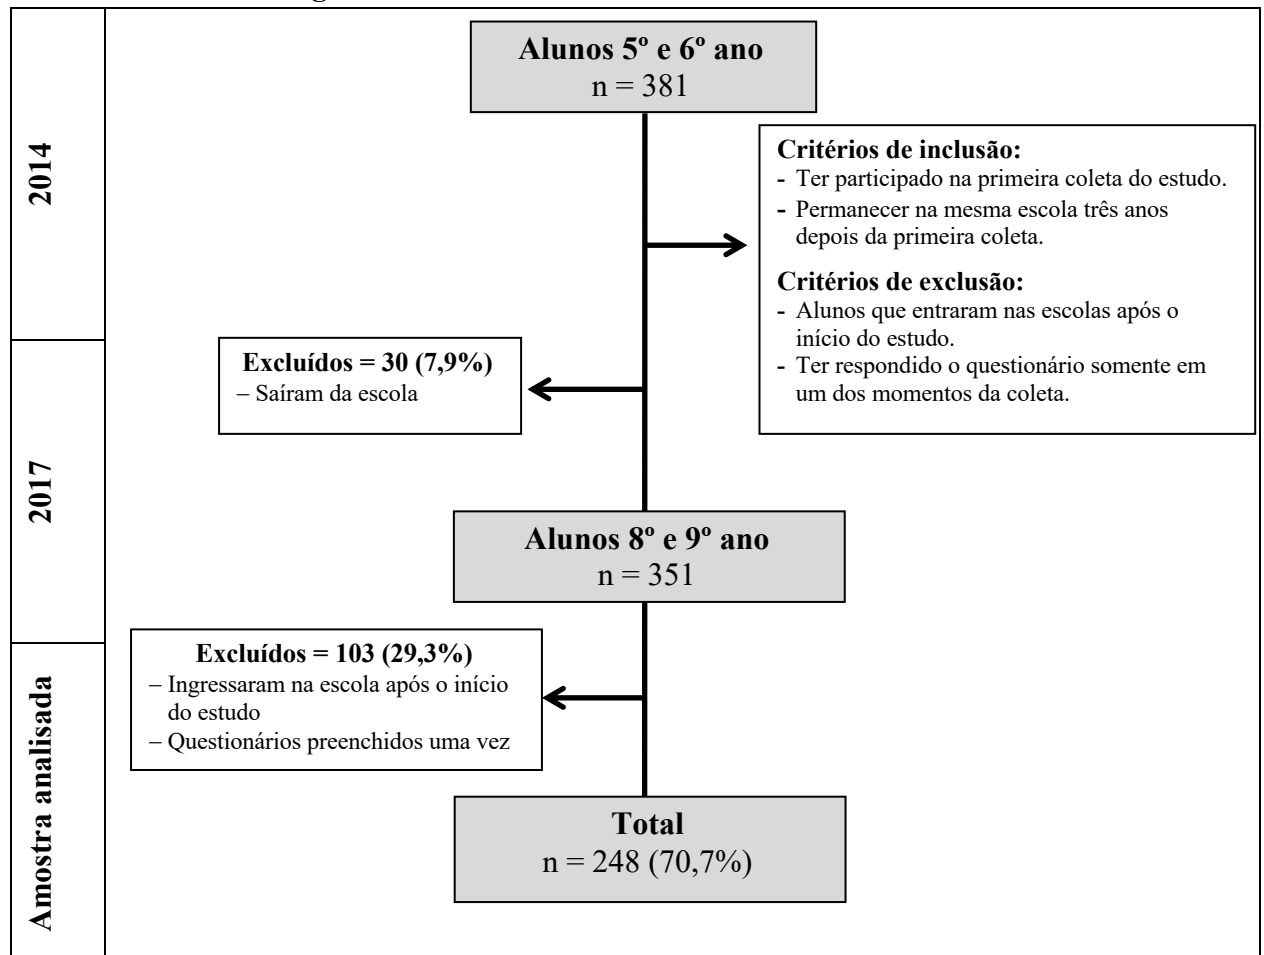 2014
Alunos 5º e 6º ano
n = 381
Critérios de inclusão:
- Ter participado na primeira coleta do estudo.
- Permanecer na mesma escola três anos
depois da primeira coleta.
Critérios de exclusão:
- Alunos que entraram nas escolas após o
início do estudo.
- Ter respondido o questionário somente em
um dos momentos da coleta.
2017
Excluídos = 30 (7,9%)
– Saíram da escola
Alunos 8º e 9º ano
n = 351
Amostra analisada
Excluídos = 103 (29,3%)
– Ingressaram na escola após o início
do estudo
– Questionários preenchidos uma vez
Total
n = 248 (70,7%)